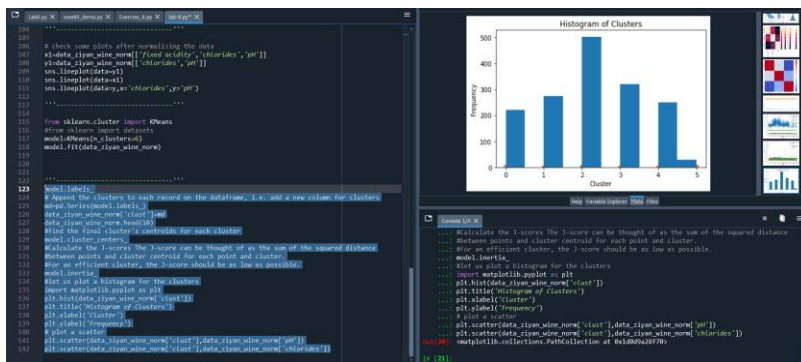 Lab6.py
week9_demo.py
Exercise_8.py
lab 9.py*
104 '''------------------------------'''
105
106 # check some plots after normalizing the data
107 x1=data_ziyan_wine_norm[['fixed acidity','chlorides','pH']]
108 y1=data_ziyan_wine_norm[['chlorides','pH']]
109 sns.lineplot(data=y1)
110 sns.lineplot(data=x1)
111 sns.lineplot(data=y,x='chlorides',y='pH')
112
113 '''------------------------------'''
114
115 from sklearn.cluster import KMeans
116 #from sklearn import datasets
117 model=KMeans(n_clusters=6)
118 model.fit(data_ziyan_wine_norm)
119
120
121
122 '''------------------------------'''
123 model.labels_
124 # Append the clusters to each record on the dataframe, i.e. add a new column for clusters
125 md=pd.Series(model.labels_)
126 data_ziyan_wine_norm['clust']=md
127 data_ziyan_wine_norm.head(10)
128 #find the final cluster's centroids for each cluster
129 model.cluster_centers_
130 #Calculate the J-scores The J-score can be thought of as the sum of the squared distance
131 #between points and cluster centroid for each point and cluster.
132 #For an efficient cluster, the J-score should be as low as possible.
133 model.inertia_
134 #let us plot a histogram for the clusters
135 import matplotlib.pyplot as plt
136 plt.hist(data_ziyan_wine_norm['clust'])
137 plt.title('Histogram of Clusters')
138 plt.xlabel('Cluster')
139 plt.ylabel('Frequency')
140 # plot a scatter
141 plt.scatter(data_ziyan_wine_norm['clust'],data_ziyan_wine_norm['pH'])
142 plt.scatter(data_ziyan_wine_norm['clust'],data_ziyan_wine_norm['chlorides'])
Histogram of Clusters
Frequency
500
400
300
200
100
0
0 1 2 3 4 5
Cluster
Help Variable Explorer Plots Files
Console 1/A
...: #Calculate the J-scores The J-score can be thought of as the sum of the squared distance
...: #between points and cluster centroid for each point and cluster.
...: #For an efficient cluster, the J-score should be as low as possible.
...: model.inertia_
...: #let us plot a histogram for the clusters
...: import matplotlib.pyplot as plt
...: plt.hist(data_ziyan_wine_norm['clust'])
...: plt.title('Histogram of Clusters')
...: plt.xlabel('Cluster')
...: plt.ylabel('Frequency')
...: # plot a scatter
...: plt.scatter(data_ziyan_wine_norm['clust'],data_ziyan_wine_norm['pH'])
...: plt.scatter(data_ziyan_wine_norm['clust'],data_ziyan_wine_norm['chlorides'])
Out[20]: <matplotlib.collections.PathCollection at 0x1d0d9a28f70>
In [21]: